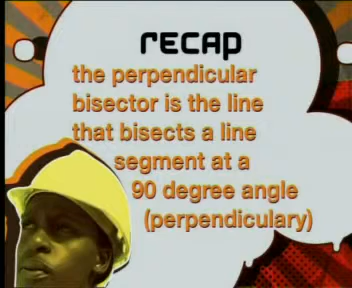 recap
the perpendicular
bisector is the line
that bisects a line
segment at a
90 degree angle
(perpendiculary)